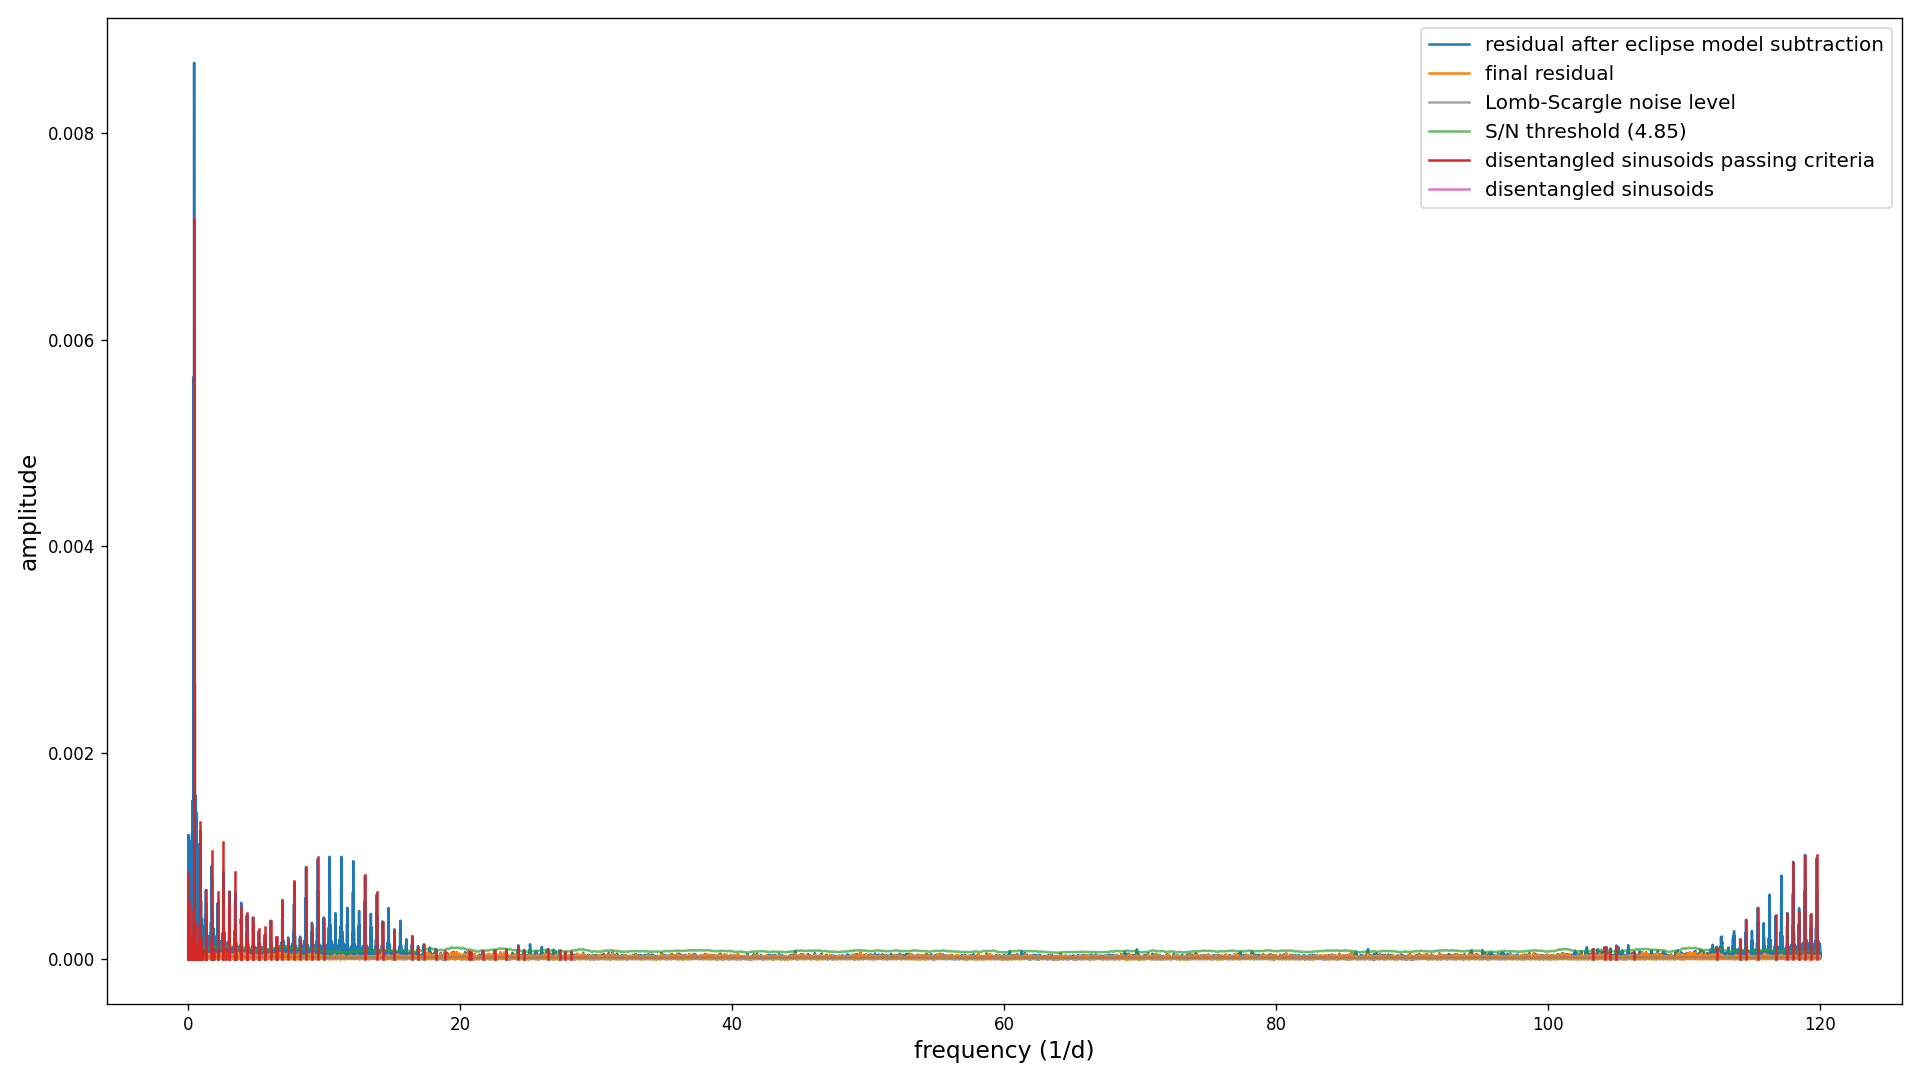 residual after eclipse model subtraction
final residual
Lomb-Scargle noise level
S/N threshold (4.85)
disentangled sinusoids passing criteria
disentangled sinusoids
amplitude
0.008
0.006
0.004
0.002
0.000
0 20 40 60 80 100 120
frequency (1/d)